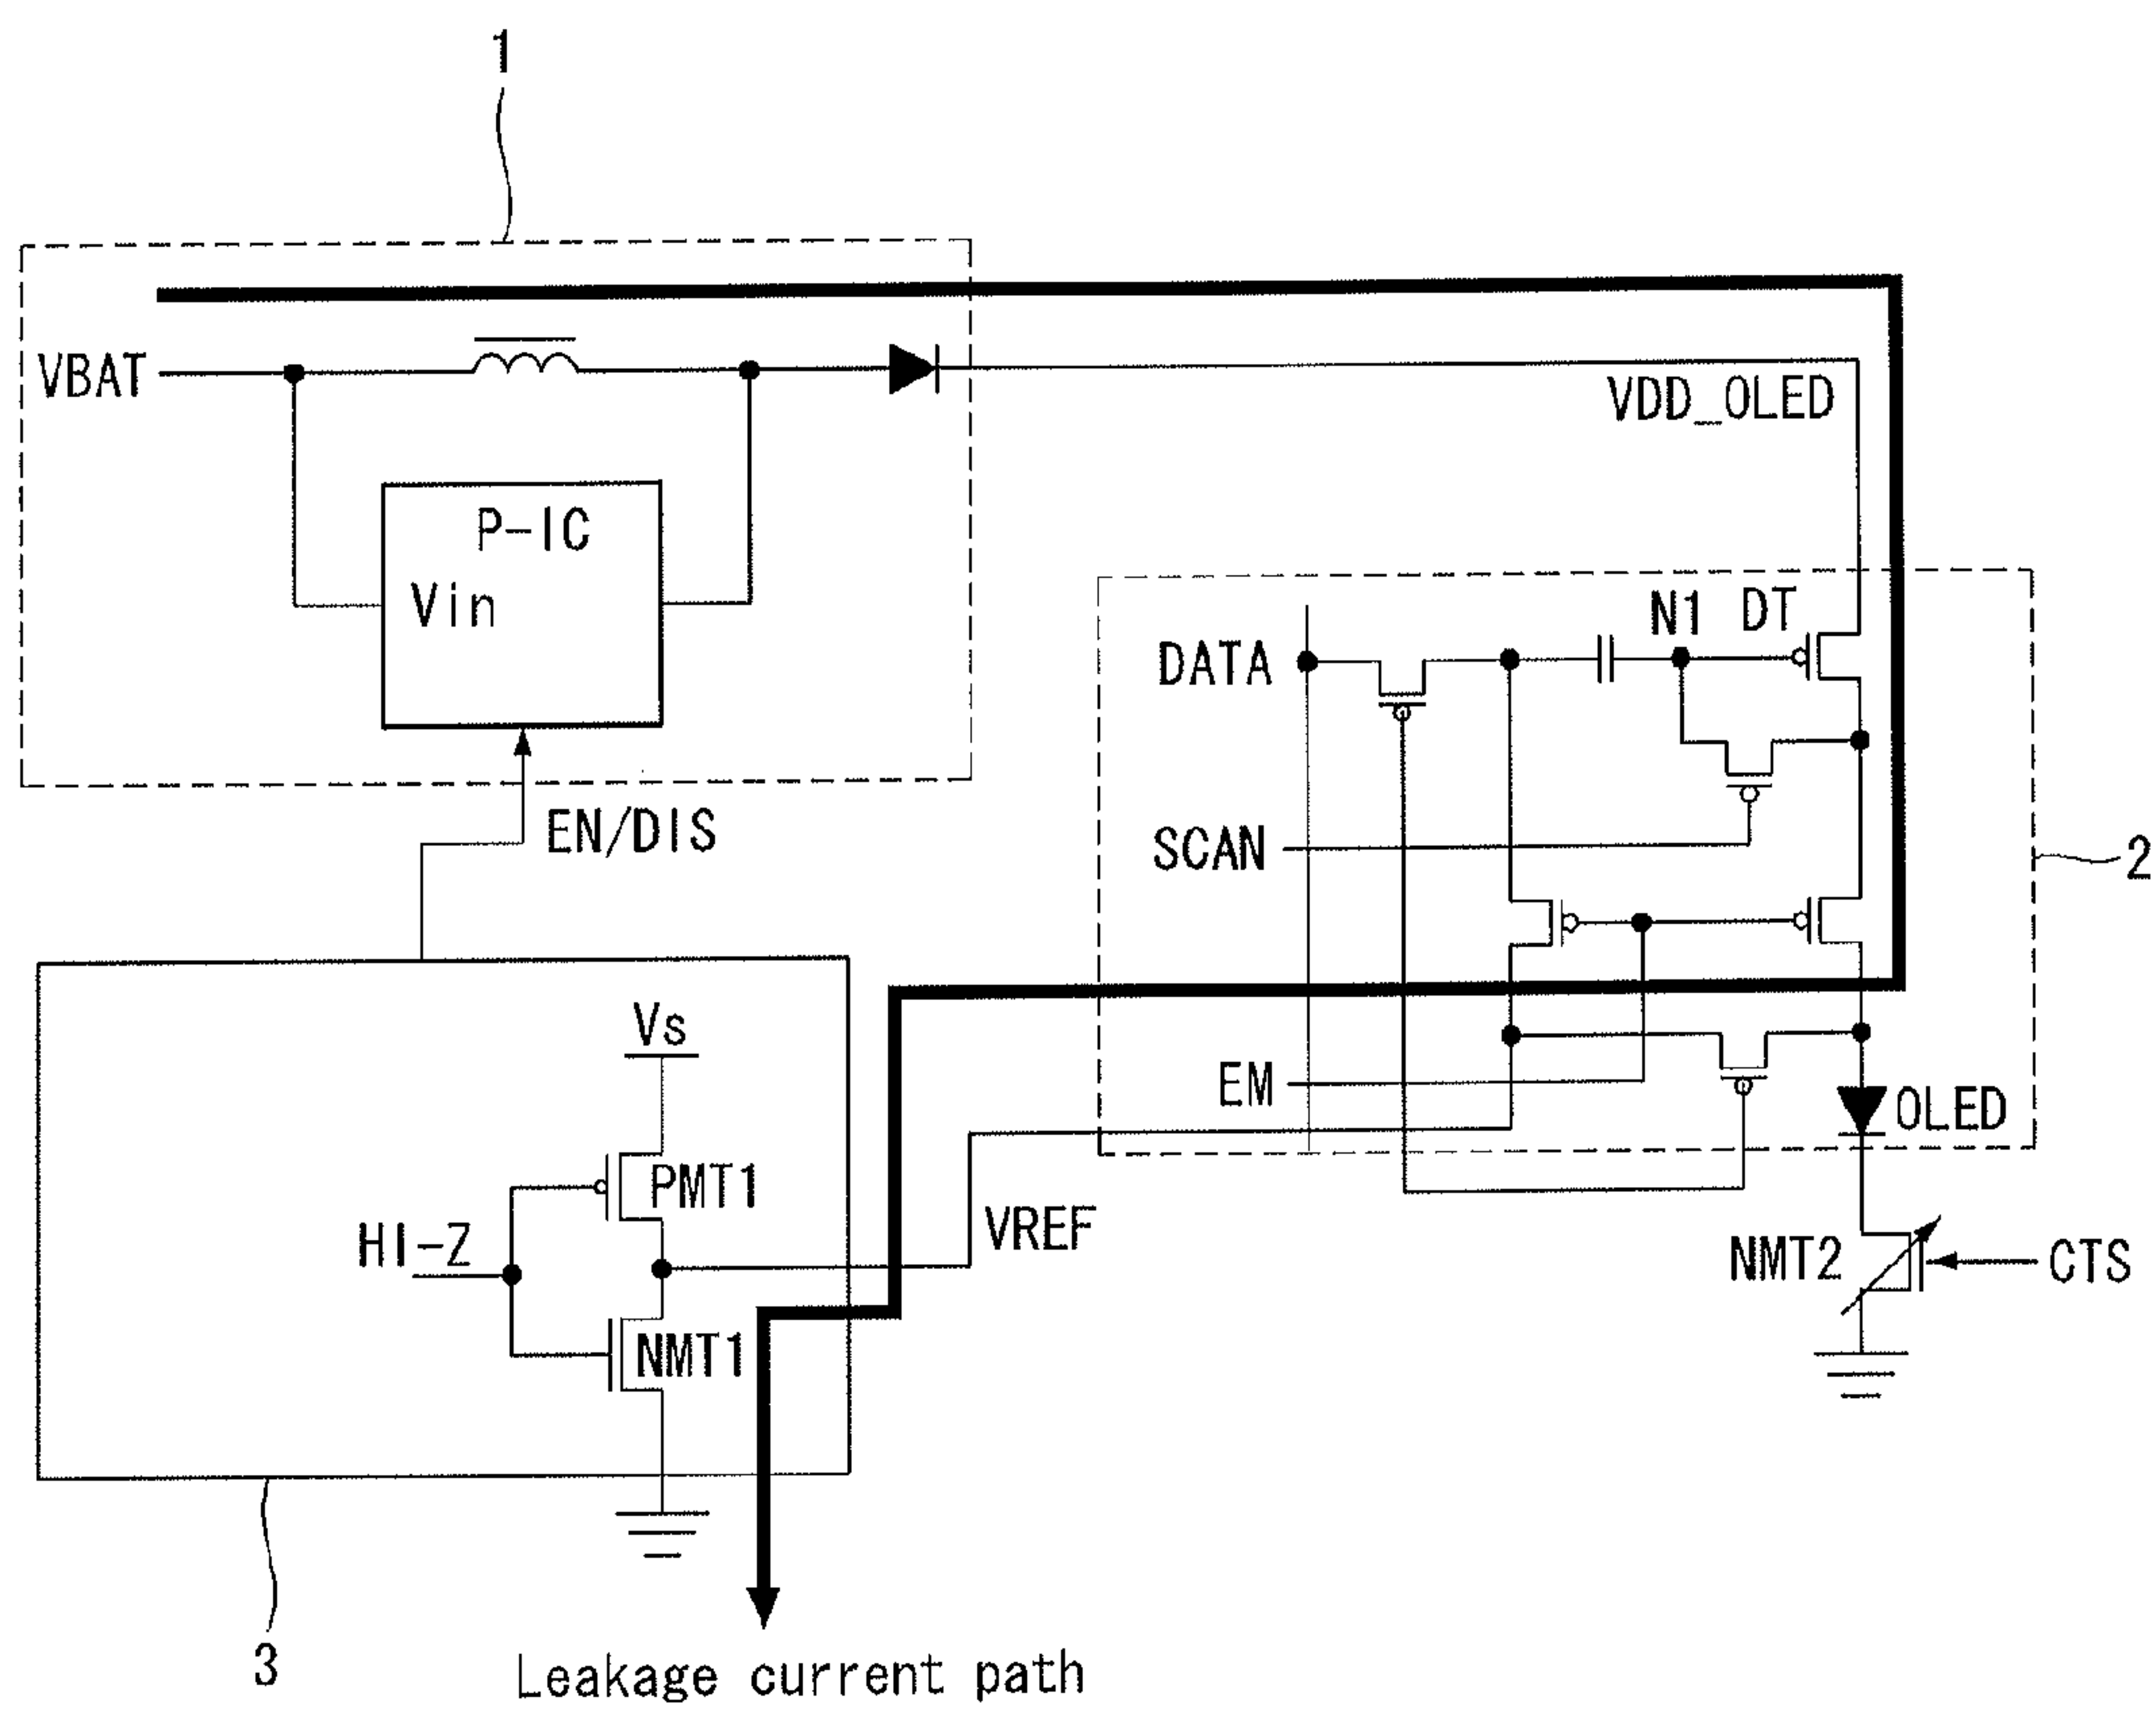 1
VBAT
VDD_OLED
P-IC
Vin
N1 DT
DATA
EN/DIS
SCAN
2
Vs
EM
OLED
PMT1
HI-Z
VREF
NMT2
CTS
NMT1
3
Leakage current path